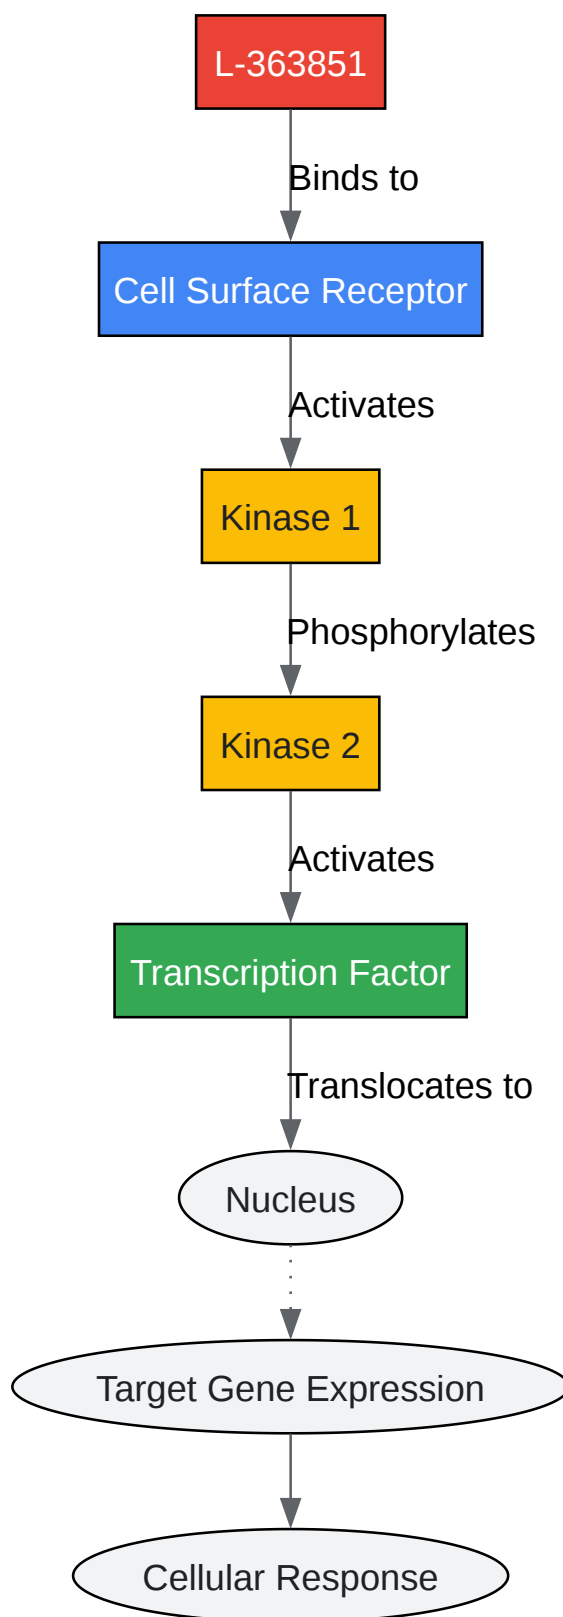 L-363851
Binds to
Cell Surface Receptor
Activates
Kinase 1
Phosphorylates
Kinase 2
Activates
Transcription Factor
Translocates to
Nucleus
Target Gene Expression
Cellular Response